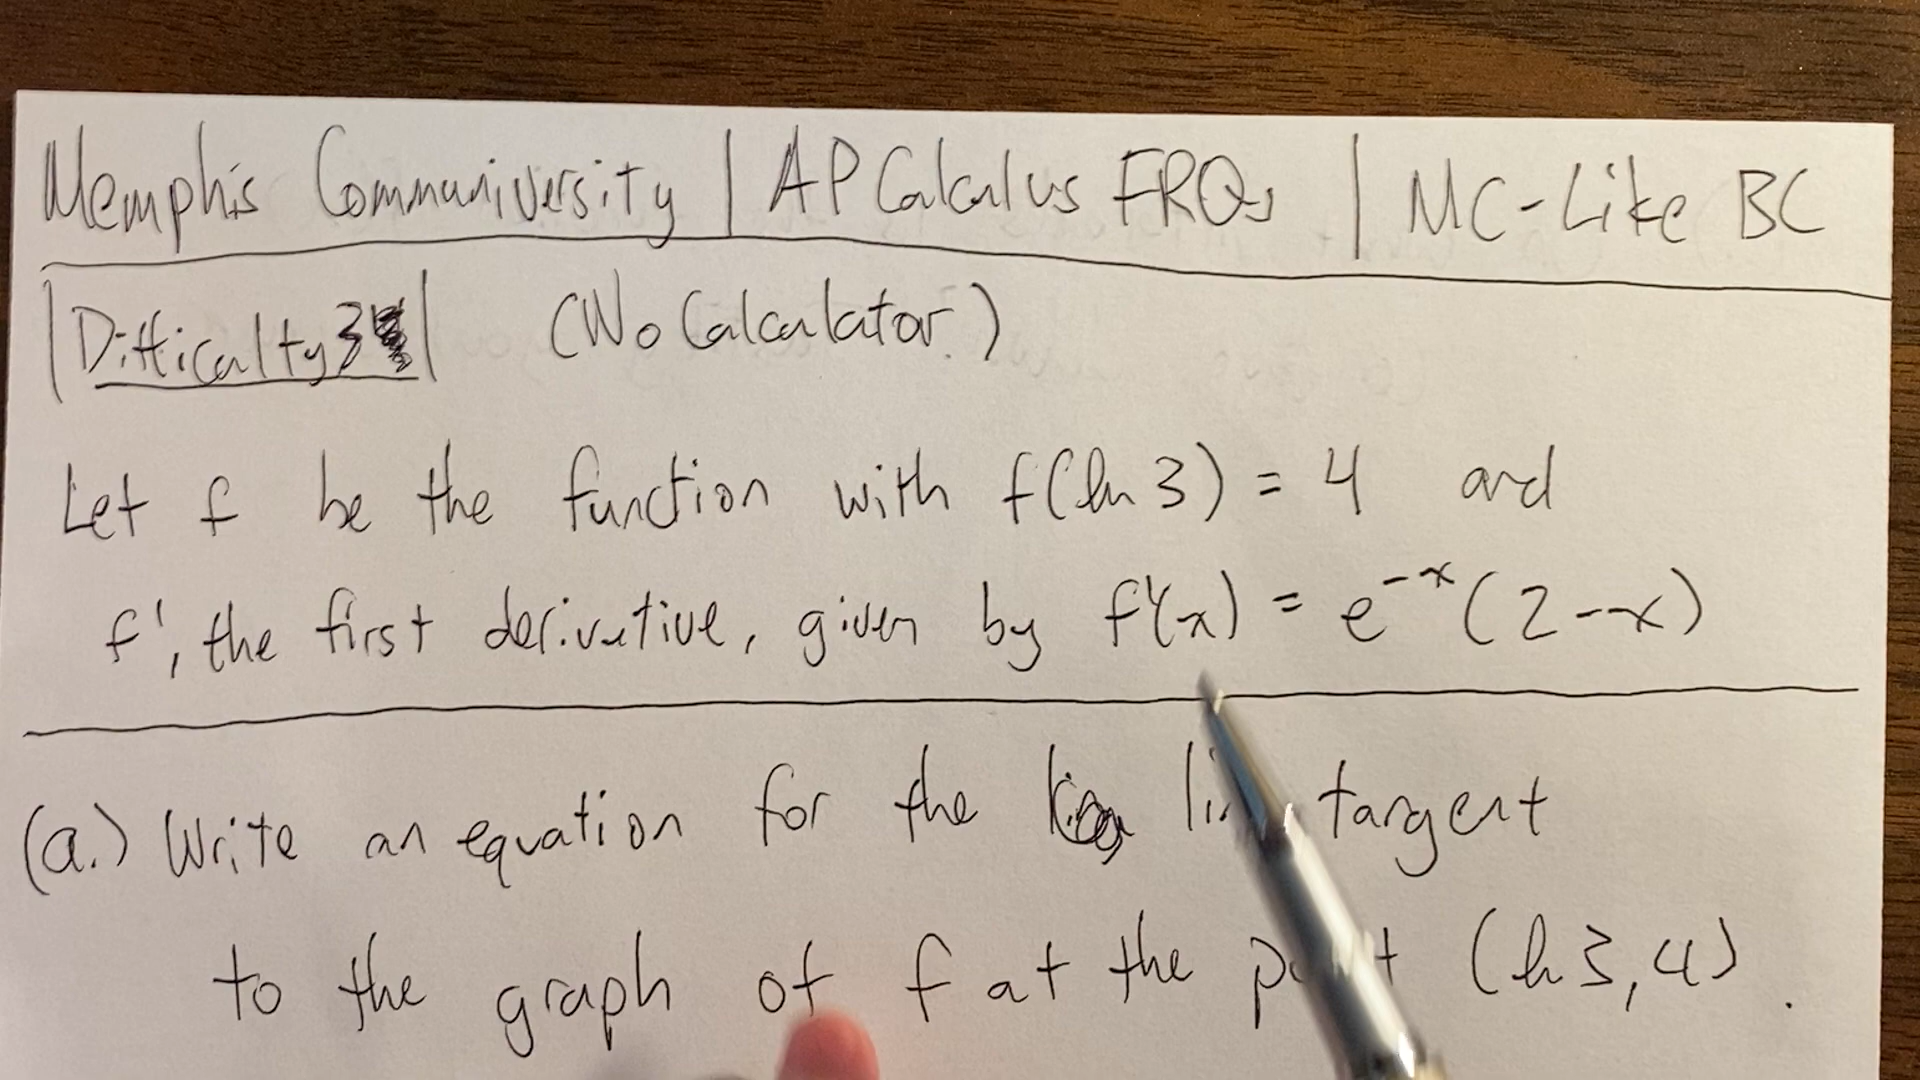 Memphis Communiversity | AP Calculus FRQs | MC-Like BC
Difficulty 3 (No Calculator.)
Let f be the function with f(ln 3) = 4 and
f', the first derivative, given by f'(x) = e^{-x}(2-x)
(a.) Write an equation for the tangent
to the graph of f at the (ln 3, 4).